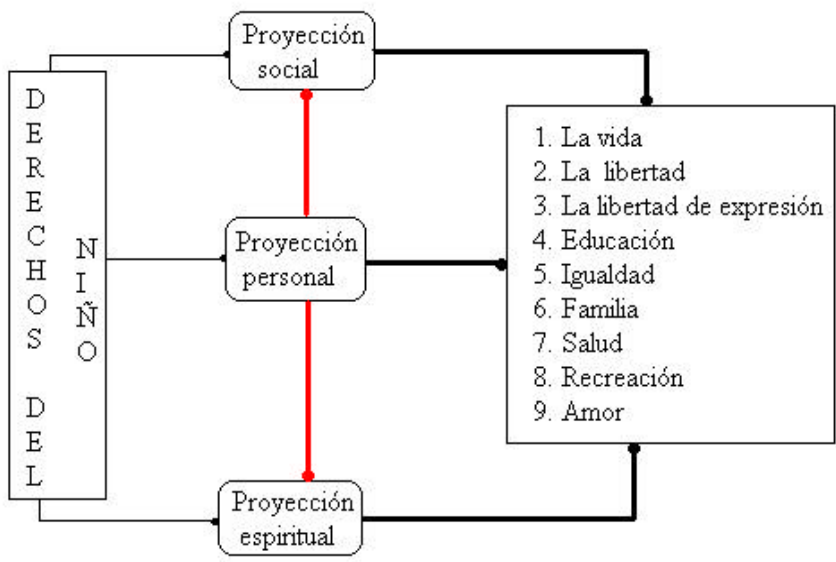 DERECHOS DEL
NIÑO
Proyección
social
Proyección
personal
Proyección
espiritual
1. La vida
2. La libertad
3. La libertad de expresión
4. Educación
5. Igualdad
6. Familia
7. Salud
8. Recreación
9. Amor